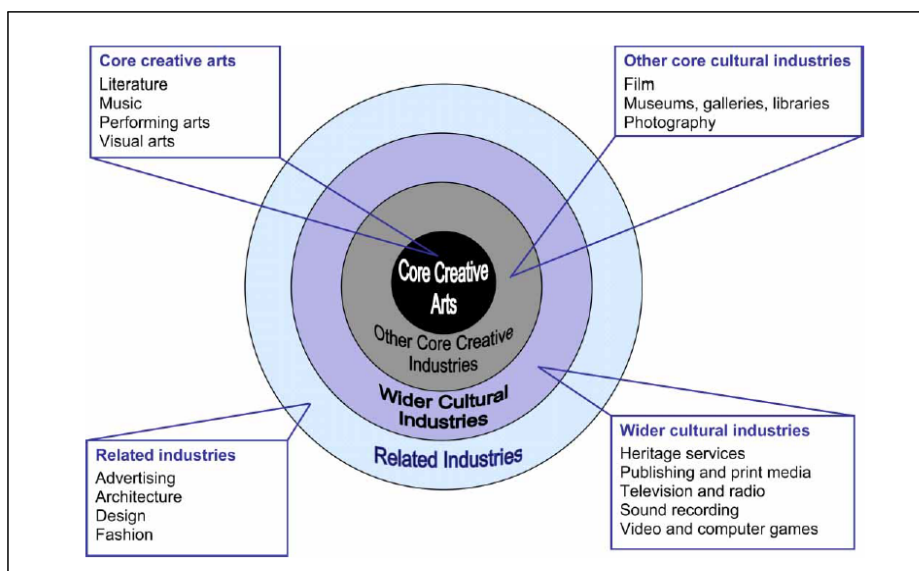 Core creative arts
Literature
Music
Performing arts
Visual arts
Other core cultural industries
Film
Museums, galleries, libraries
Photography
Core Creative
Arts
Other Core Creative
Industries
Wider Cultural
Industries
Related Industries
Related industries
Advertising
Architecture
Design
Fashion
Wider cultural industries
Heritage services
Publishing and print media
Television and radio
Sound recording
Video and computer games